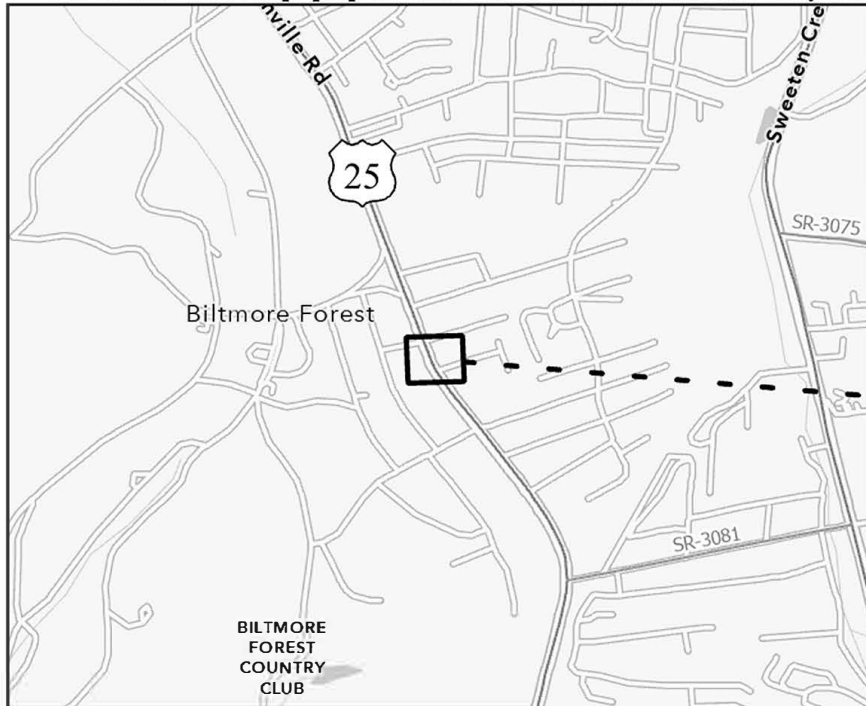 nville-Rd
Sweeten-Cre
25
SR-3075
Biltmore Forest
SR-3081
BILTMORE
FOREST
COUNTRY
CLUB